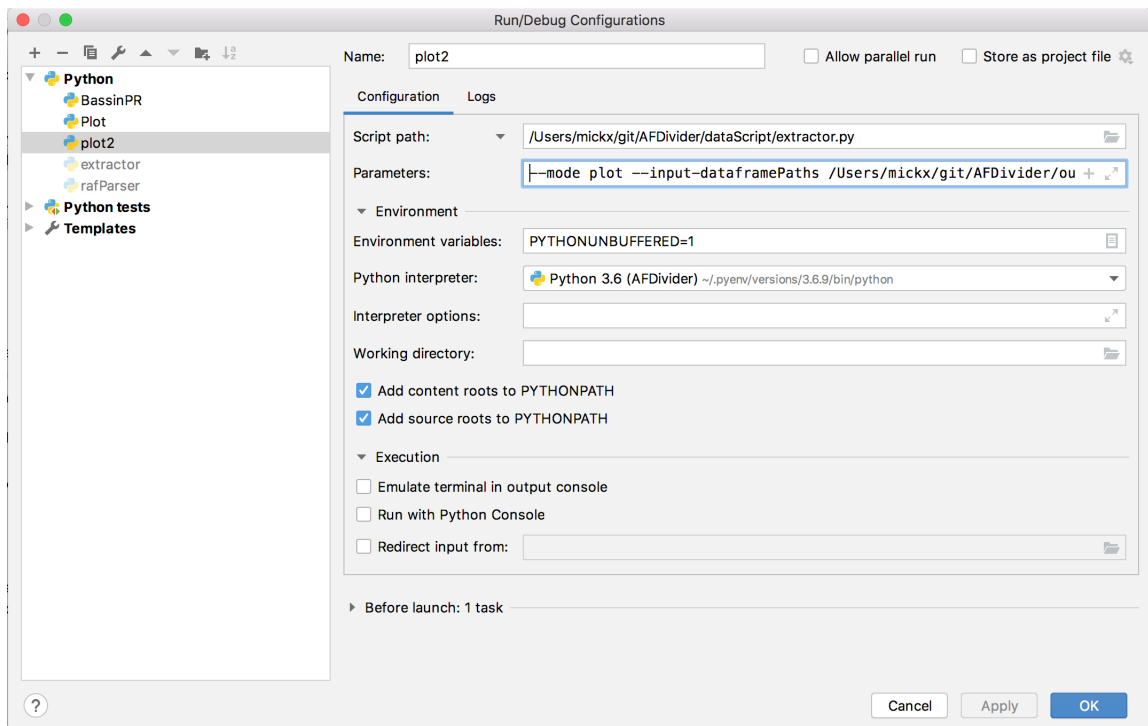 Run/Debug Configurations
Name: plot2 Allow parallel run Store as project file
Python
BassinPR
Plot
plot2
extractor
rafParser
Python tests
Templates
Configuration Logs
Script path: /Users/mickx/git/AFDivider/dataScript/extractor.py
Parameters: --mode plot --input-dataframePaths /Users/mickx/git/AFDivider/ou
Environment
Environment variables: PYTHONUNBUFFERED=1
Python interpreter: Python 3.6 (AFDivider) ~/.pyenv/versions/3.6.9/bin/python
Interpreter options:
Working directory:
Add content roots to PYTHONPATH
Add source roots to PYTHONPATH
Execution
Emulate terminal in output console
Run with Python Console
Redirect input from:
Before launch: 1 task
? Cancel Apply OK